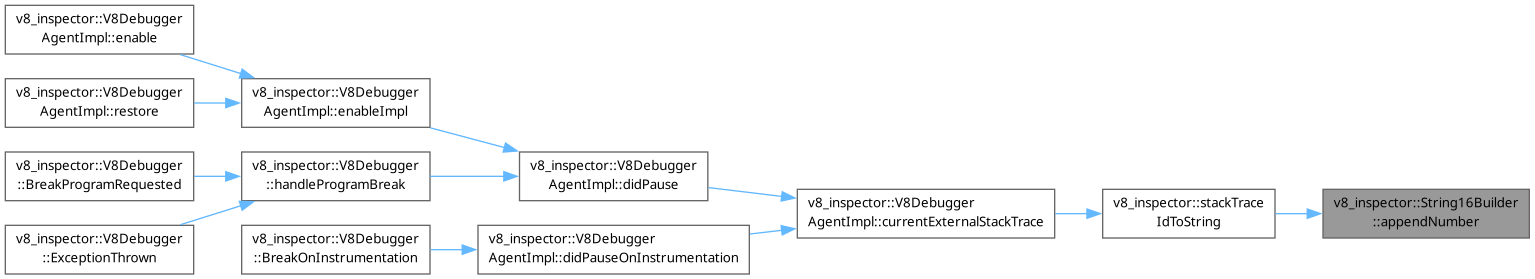 v8_inspector::V8Debugger
AgentImpl::enable
v8_inspector::V8Debugger
AgentImpl::restore
v8_inspector::V8Debugger
::BreakProgramRequested
v8_inspector::V8Debugger
::ExceptionThrown
v8_inspector::V8Debugger
AgentImpl::enableImpl
v8_inspector::V8Debugger
::handleProgramBreak
v8_inspector::V8Debugger
::BreakOnInstrumentation
v8_inspector::V8Debugger
AgentImpl::didPause
v8_inspector::V8Debugger
AgentImpl::didPauseOnInstrumentation
v8_inspector::V8Debugger
AgentImpl::currentExternalStackTrace
v8_inspector::stackTrace
IdToString
v8_inspector::String16Builder
::appendNumber